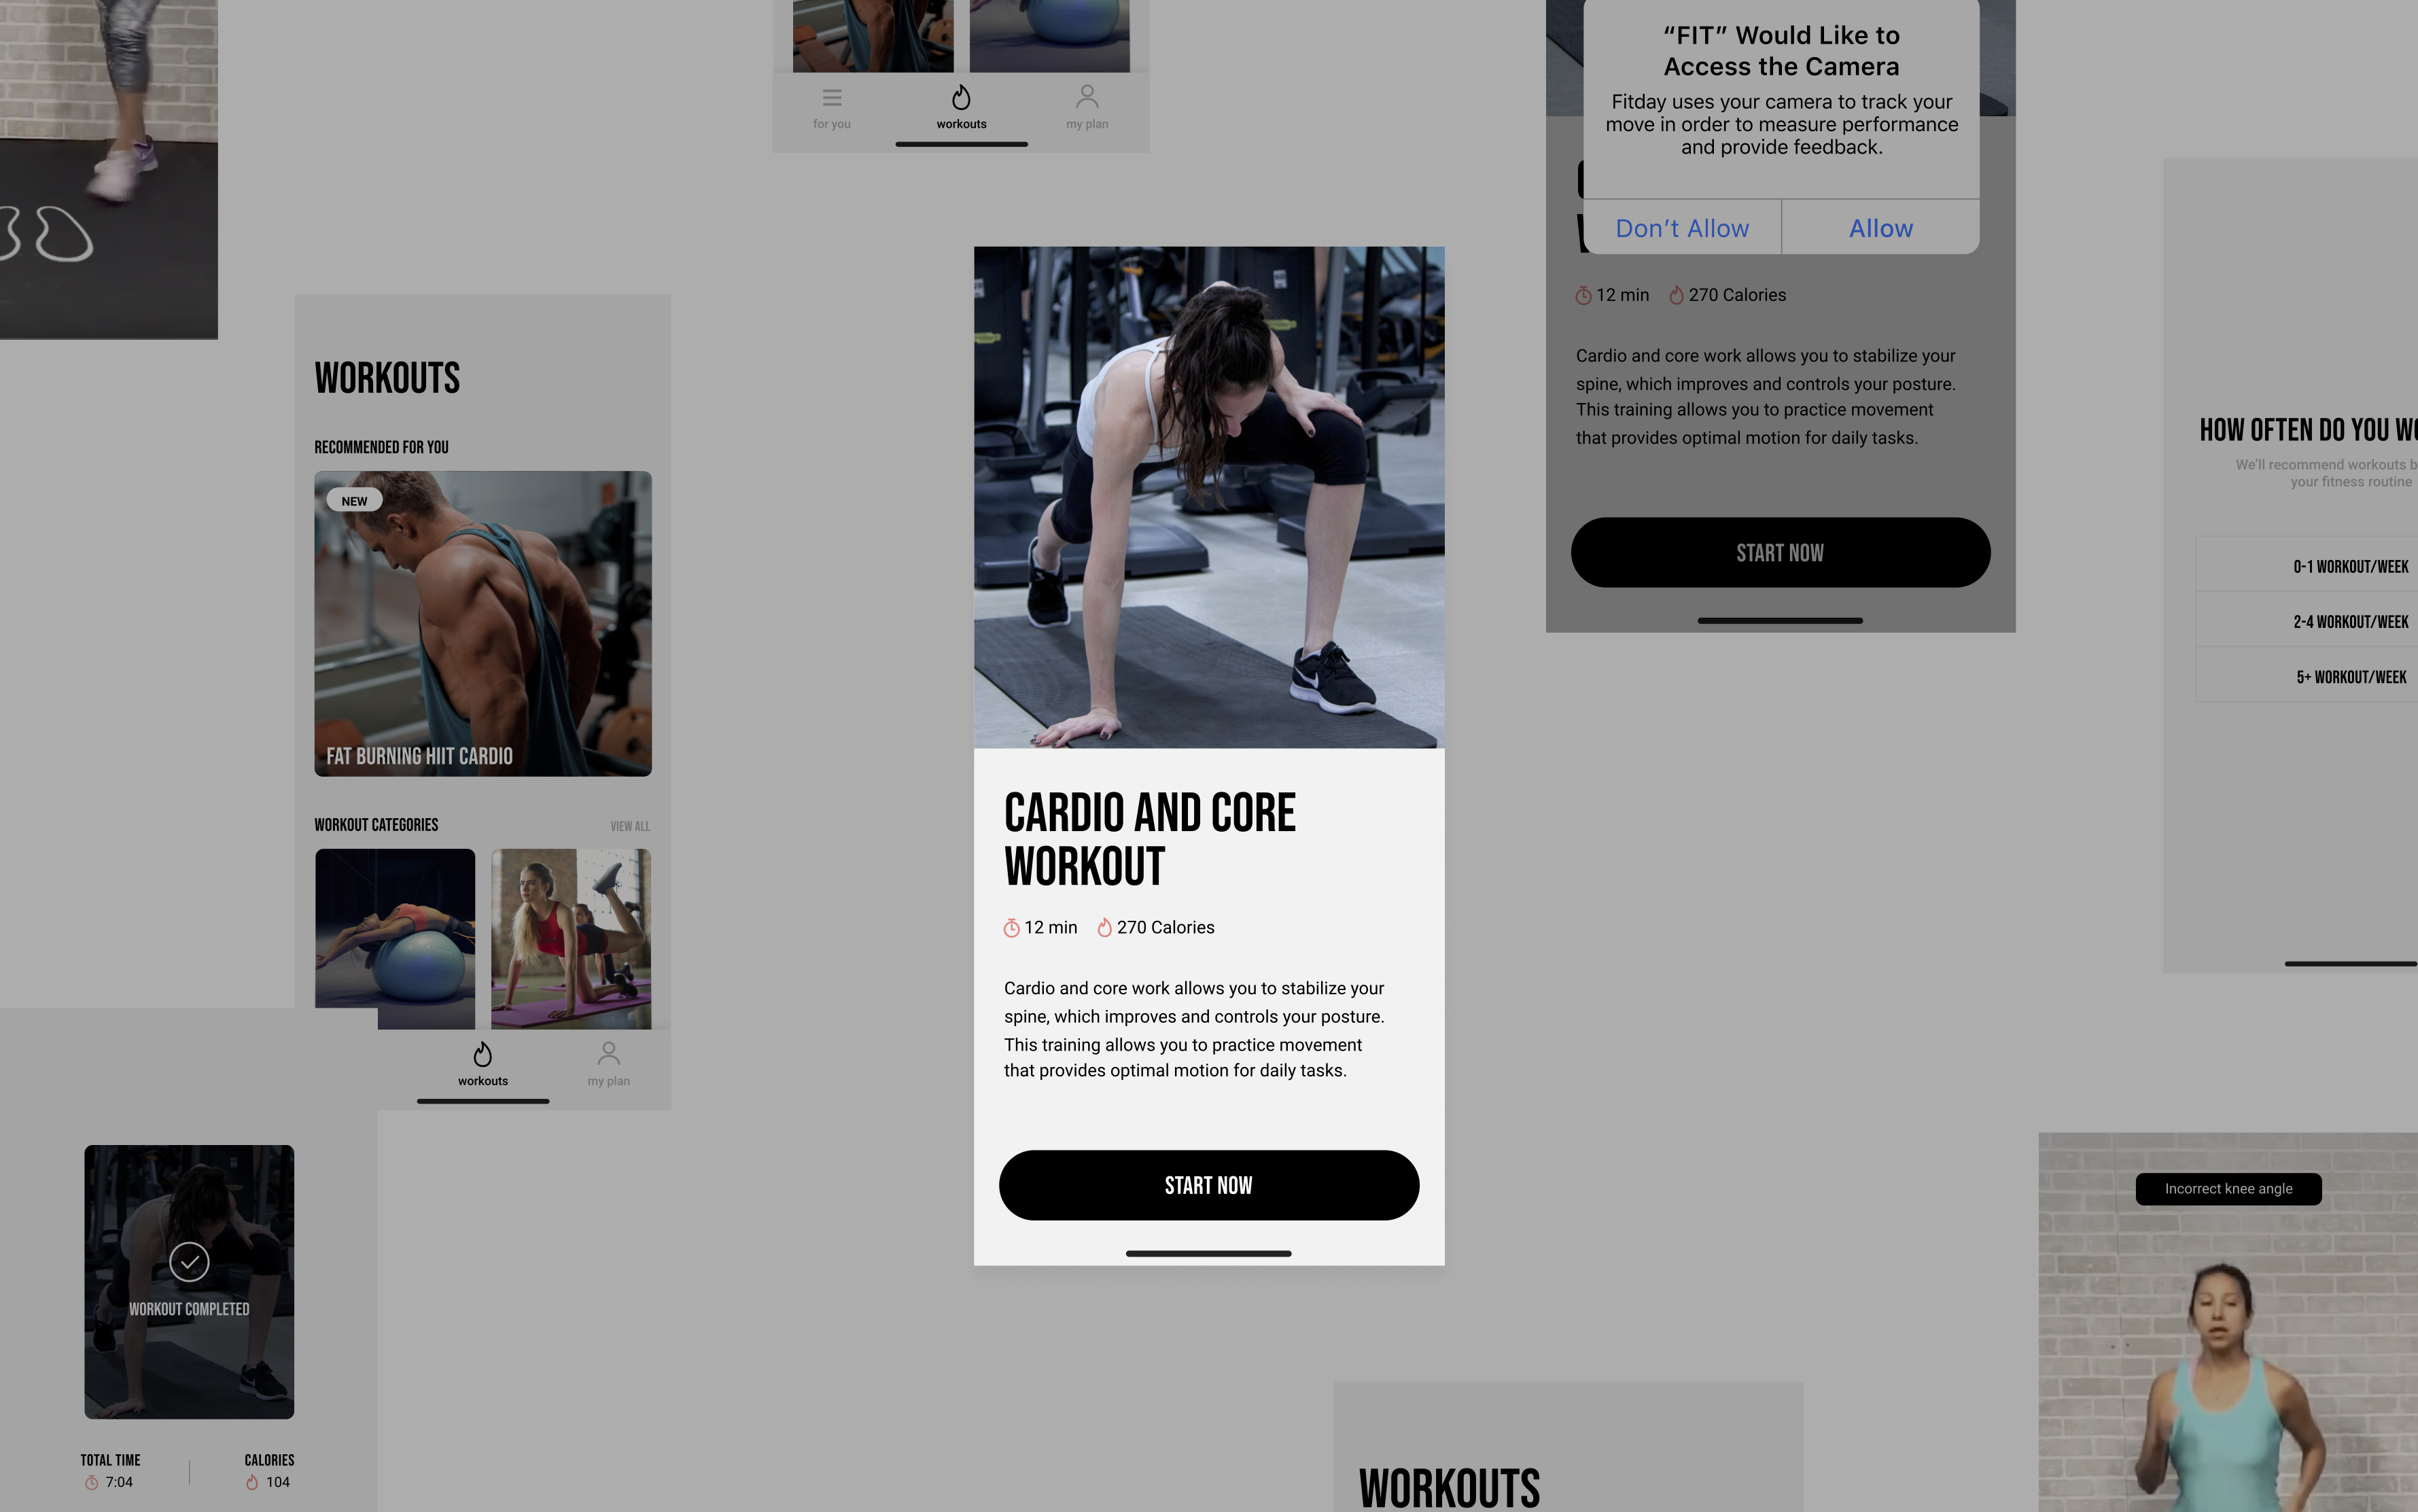 for you
workouts
my plan
“FIT” Would Like to
Access the Camera
Fitday uses your camera to track your
move in order to measure performance
and provide feedback.
Don’t Allow
Allow
12 min
270 Calories
Cardio and core work allows you to stabilize your
spine, which improves and controls your posture.
This training allows you to practice movement
that provides optimal motion for daily tasks.
START NOW
WORKOUTS
RECOMMENDED FOR YOU
NEW
FAT BURNING HIIT CARDIO
WORKOUT CATEGORIES
VIEW ALL
workouts
my plan
CARDIO AND CORE
WORKOUT
12 min
270 Calories
Cardio and core work allows you to stabilize your
spine, which improves and controls your posture.
This training allows you to practice movement
that provides optimal motion for daily tasks.
START NOW
HOW OFTEN DO YOU
We’ll recommend workouts
your fitness routine
0-1 WORKOUT/WEEK
2-4 WORKOUT/WEEK
5+ WORKOUT/WEEK
WORKOUT COMPLETED
TOTAL TIME
7:04
CALORIES
104
WORKOUTS
Incorrect knee angle